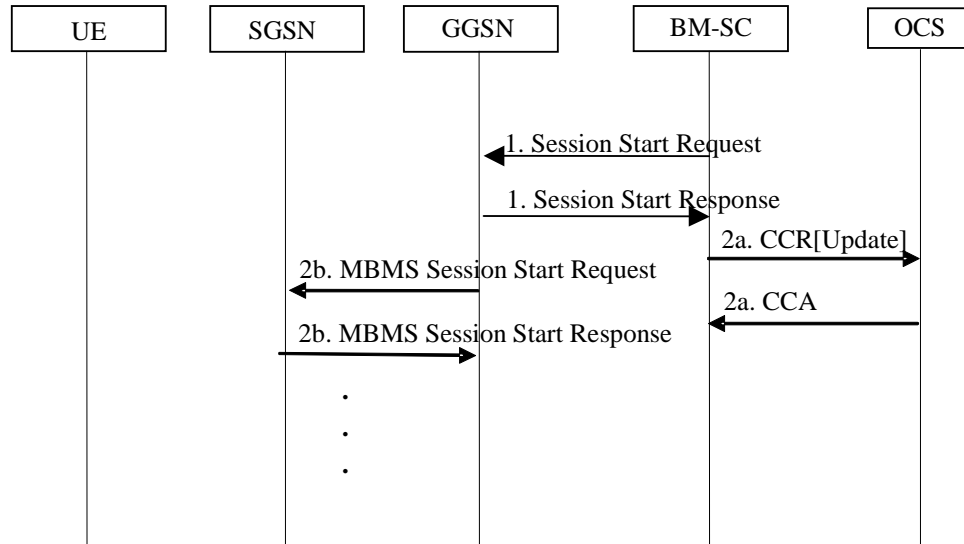 UE
SGSN
GGSN
BM-SC
OCS
1. Session Start Request
1. Session Start Response
2a. CCR[Update]
2b. MBMS Session Start Request
2a. CCA
2b. MBMS Session Start Response
.
.
.